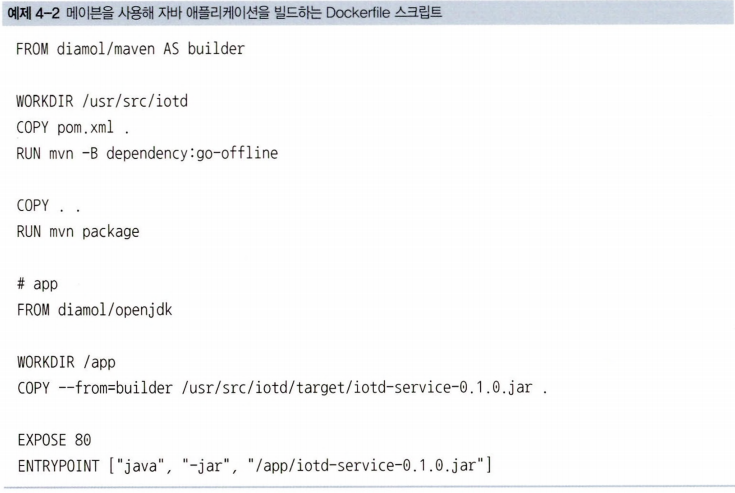 예제 4-2 메이븐을 사용해 자바 애플리케이션을 빌드하는 Dockerfile 스크립트
FROM diamol/maven AS builder
WORKDIR /usr/src/iotd
COPY pom.xml .
RUN mvn -B dependency:go-offline
COPY . .
RUN mvn package
# app
FROM diamol/openjdk
WORKDIR /app
COPY --from=builder /usr/src/iotd/target/iotd-service-0.1.0.jar .
EXPOSE 80
ENTRYPOINT ["java", "-jar", "/app/iotd-service-0.1.0.jar"]